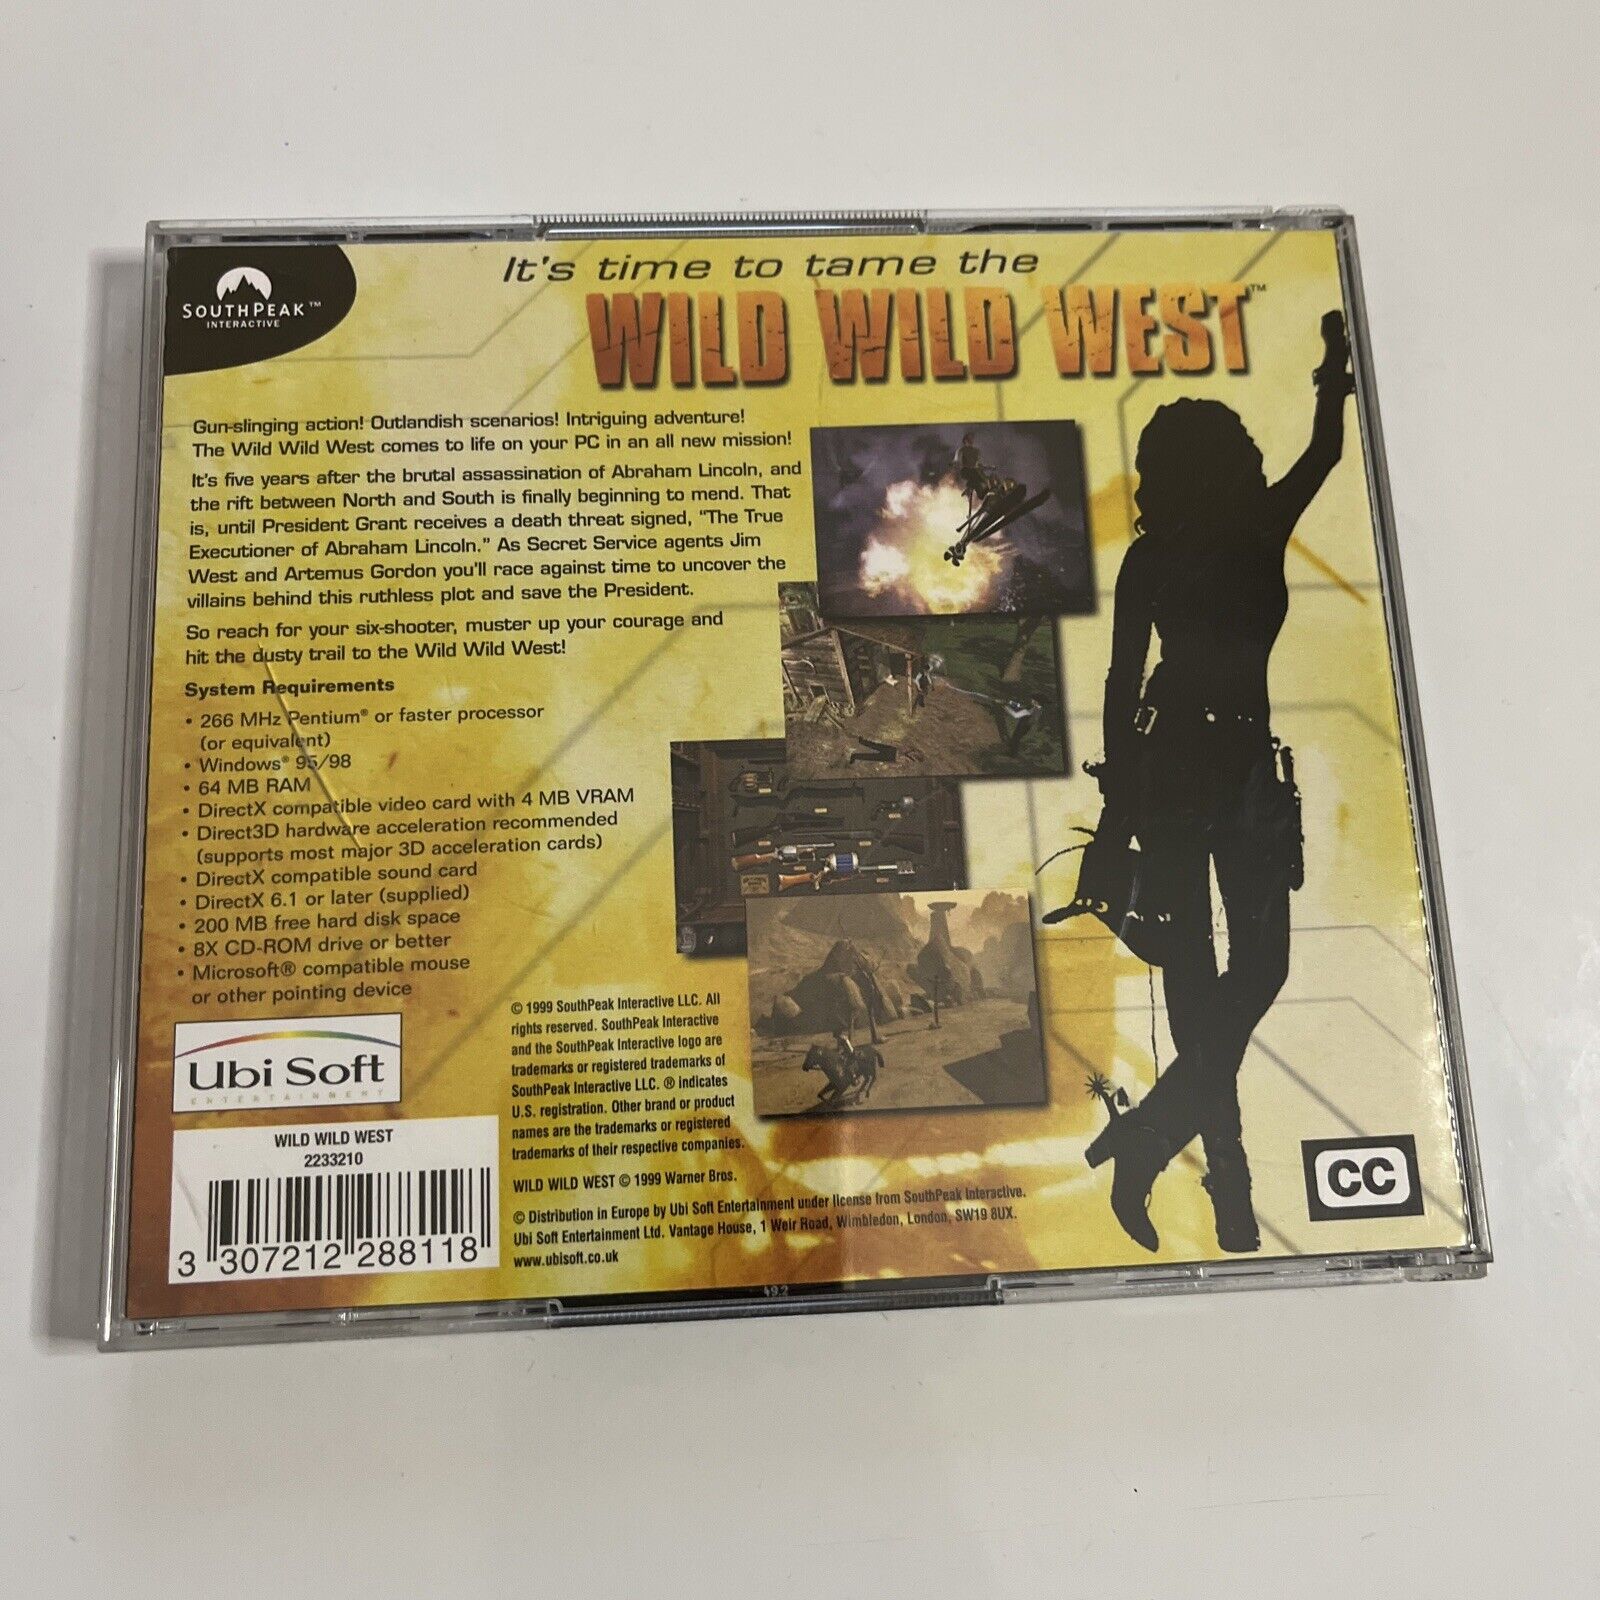 SOUTHPEAK™
INTERACTIVE
It's time to tame the
WILD WILD WEST™
Gun-slinging action! Outlandish scenarios! Intriguing adventure!
The Wild Wild West comes to life on your PC in an all new mission!
It's five years after the brutal assassination of Abraham Lincoln, and
the rift between North and South is finally beginning to mend. That
is, until President Grant receives a death threat signed, "The True
Executioner of Abraham Lincoln." As Secret Service agents Jim
West and Artemus Gordon you'll race against time to uncover the
villains behind this ruthless plot and save the President.
So reach for your six-shooter, muster up your courage and
hit the dusty trail to the Wild Wild West!
System Requirements
• 266 MHz Pentium® or faster processor
(or equivalent)
• Windows® 95/98
• 64 MB RAM
• DirectX compatible video card with 4 MB VRAM
• Direct3D hardware acceleration recommended
(supports most major 3D acceleration cards)
• DirectX compatible sound card
• DirectX 6.1 or later (supplied)
• 200 MB free hard disk space
• 8X CD-ROM drive or better
• Microsoft® compatible mouse
or other pointing device
Ubi Soft
ENTERTAINMENT
WILD WILD WEST
2233210
3 307212 288118
© 1999 SouthPeak Interactive LLC. All
rights reserved. SouthPeak Interactive
and the SouthPeak Interactive logo are
trademarks or registered trademarks of
SouthPeak Interactive LLC. ® indicates
U.S. registration. Other brand or product
names are the trademarks or registered
trademarks of their respective companies.
WILD WILD WEST © 1999 Warner Bros.
© Distribution in Europe by Ubi Soft Entertainment under license from SouthPeak Interactive.
Ubi Soft Entertainment Ltd. Vantage House, 1 Weir Road, Wimbledon, London, SW19 8UX.
www.ubisoft.co.uk
CC